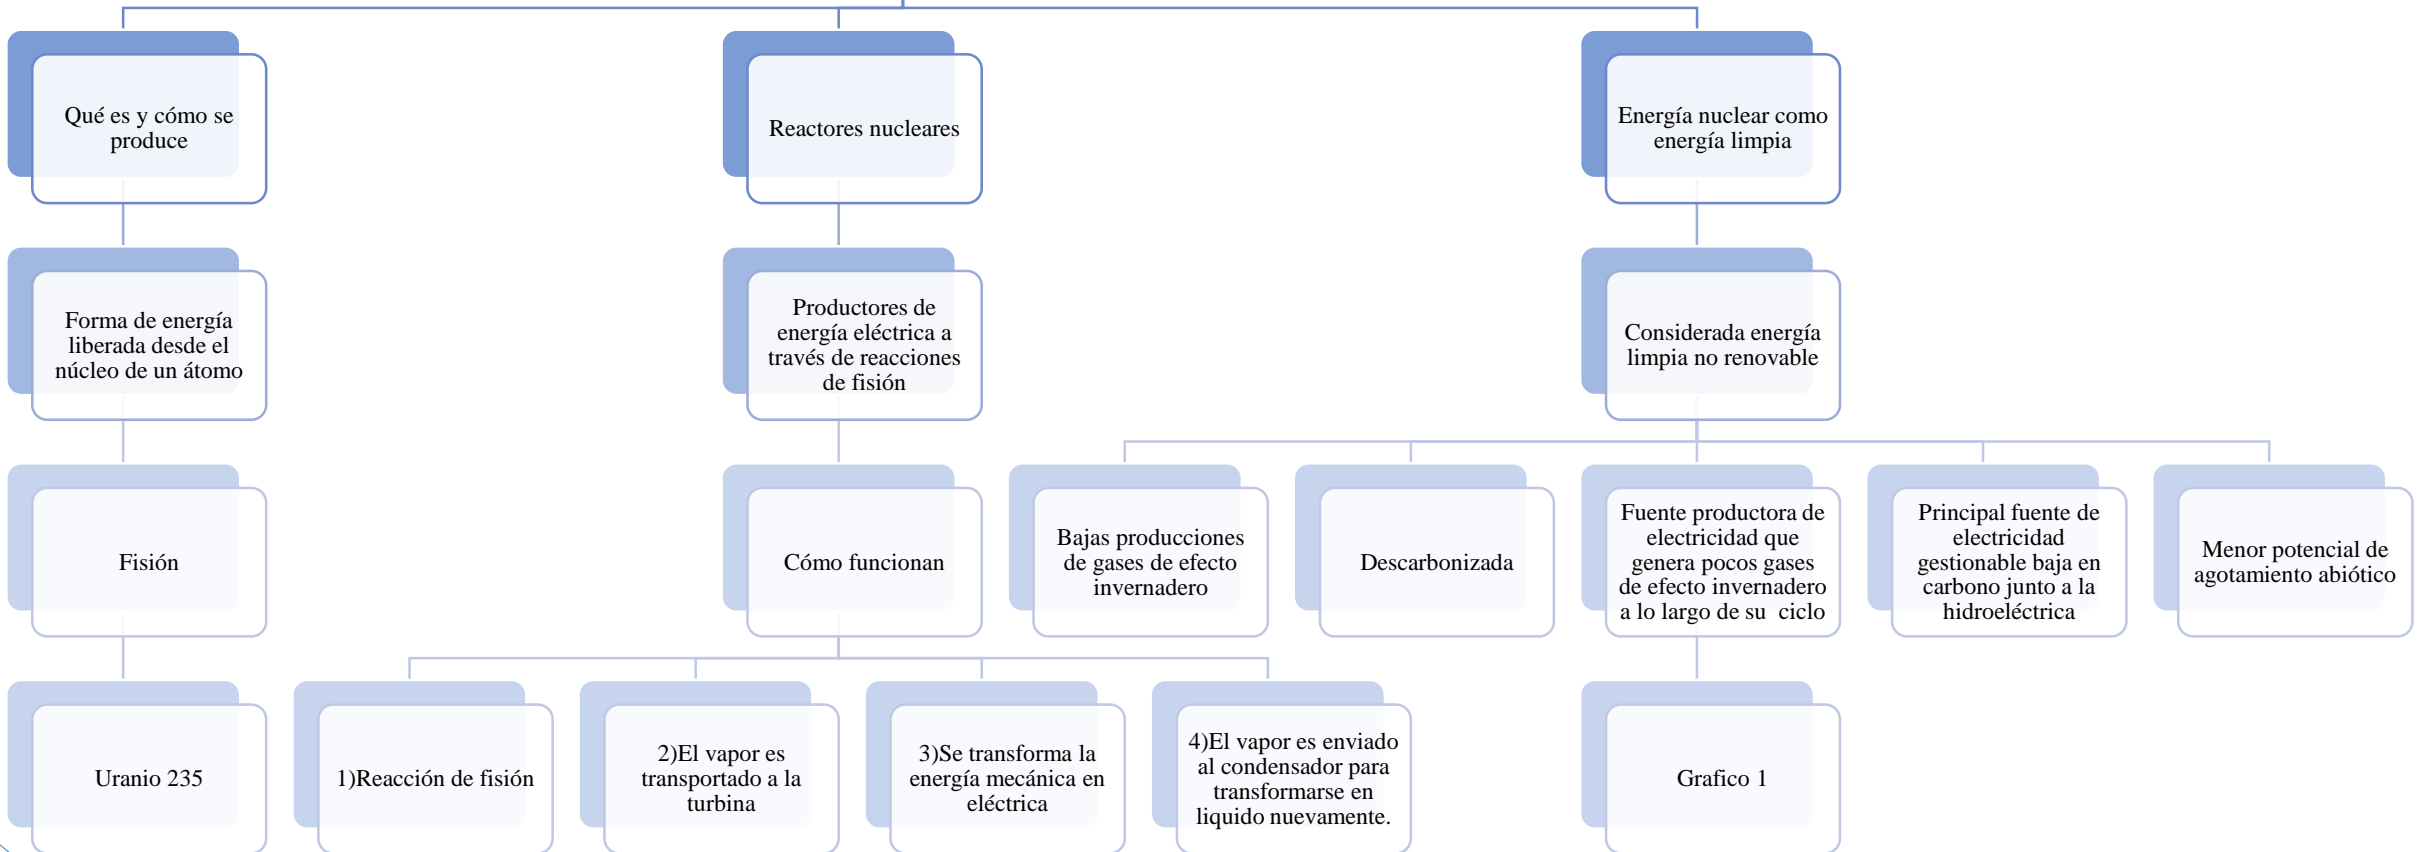 Qué es y cómo se
produce
Reactores nucleares
Energía nuclear como
energía limpia
Forma de energía
liberada desde el
núcleo de un átomo
Productores de
energía eléctrica a
través de reacciones
de fisión
Considerada energía
limpia no renovable
Fisión
Cómo funcionan
Bajas producciones
de gases de efecto
invernadero
Descarbonizada
Fuente productora de
electricidad que
genera pocos gases
de efecto invernadero
a lo largo de su  ciclo
Principal fuente de
electricidad
gestionable baja en
carbono junto a la
hidroeléctrica
Menor potencial de
agotamiento abiótico
Uranio 235
1)Reacción de fisión
2)El vapor es
transportado a la
turbina
3)Se transforma la
energía mecánica en
eléctrica
4)El vapor es enviado
al condensador para
transformarse en
liquido nuevamente.
Grafico 1